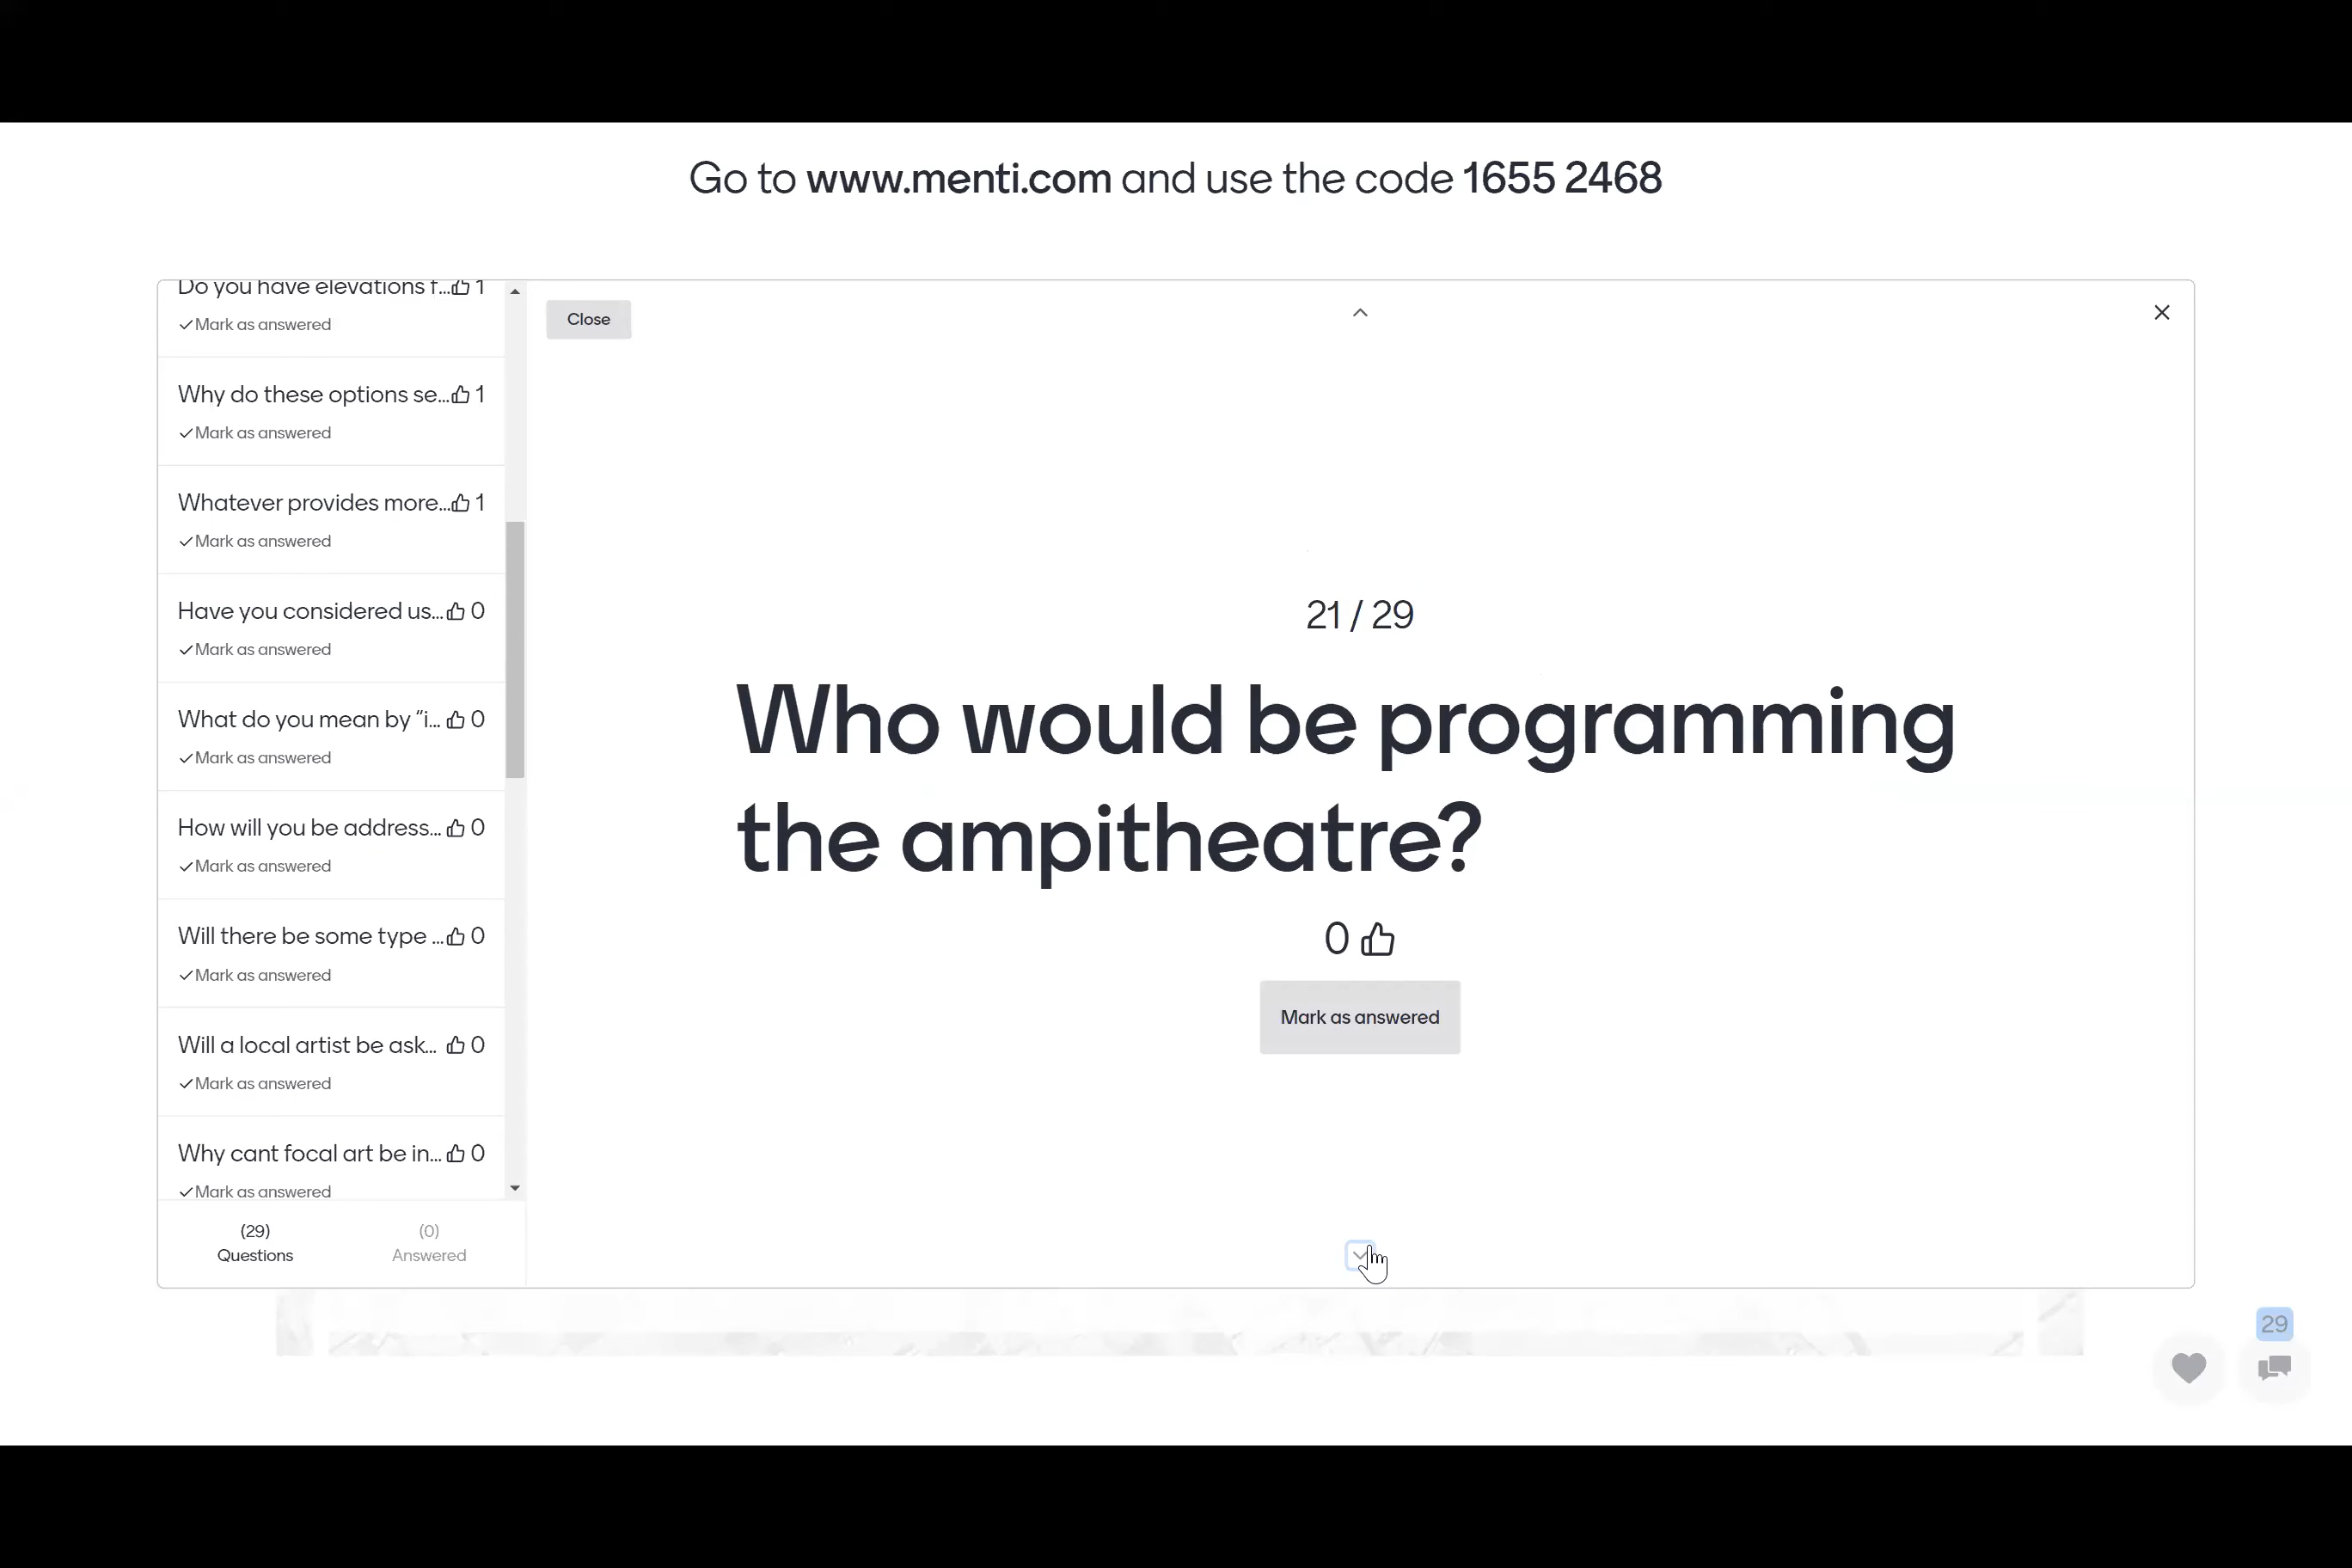 Go to www.menti.com and use the code 1655 2468
Do you have elevations f... 1
Mark as answered
Why do these options se... 1
Mark as answered
Whatever provides more... 1
Mark as answered
Have you considered us... 0
Mark as answered
What do you mean by “i... 0
Mark as answered
How will you be address... 0
Mark as answered
Will there be some type ... 0
Mark as answered
Will a local artist be ask... 0
Mark as answered
Why cant focal art be in... 0
Mark as answered
(29)
Questions
(0)
Answered
Close
21 / 29
Who would be programming
the ampitheatre?
0
Mark as answered
29